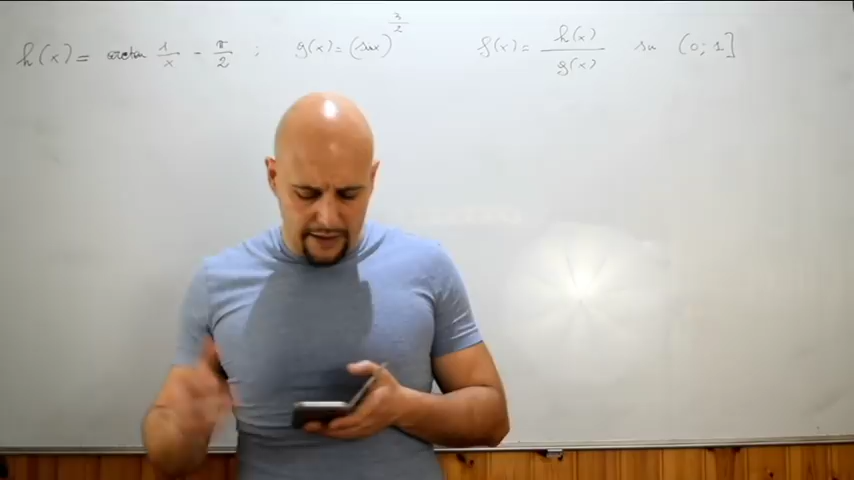 h(x) = arctan 1/x - π/2 ; g(x) = (sin x)^(3/2) f(x) = h(x)/g(x) su (0; 1]